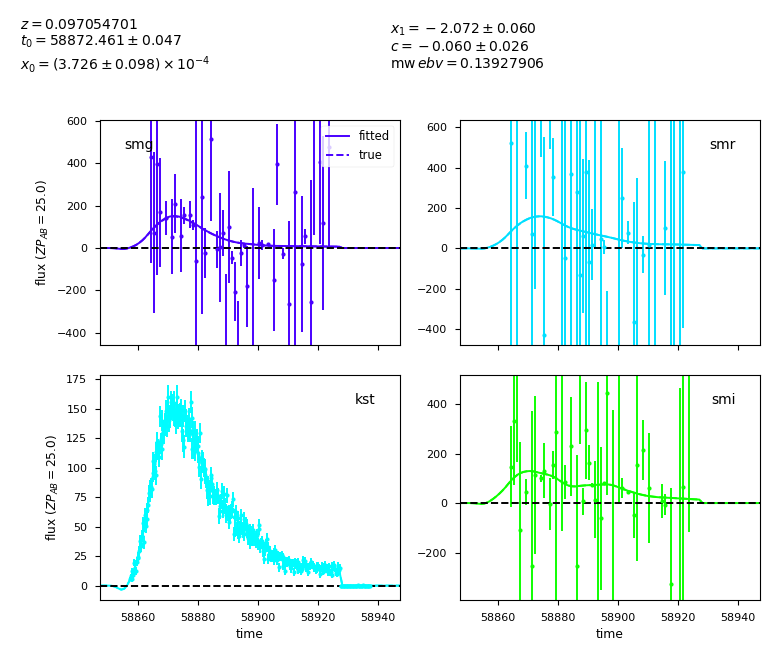 z = 0.097054701
t₀ = 58872.461 ± 0.047
x₀ = (3.726 ± 0.098) × 10⁻⁴
x₁ = −2.072 ± 0.060
c = −0.060 ± 0.026
mw ebv = 0.13927906
600
400
200
0
−200
−400
flux (ZP_AB = 25.0)
smg
fitted
true
600
400
200
0
−200
−400
smr
175
150
125
100
75
50
25
0
flux (ZP_AB = 25.0)
kst
58860
58880
58900
58920
58940
time
400
200
0
−200
smi
58860
58880
58900
58920
58940
time